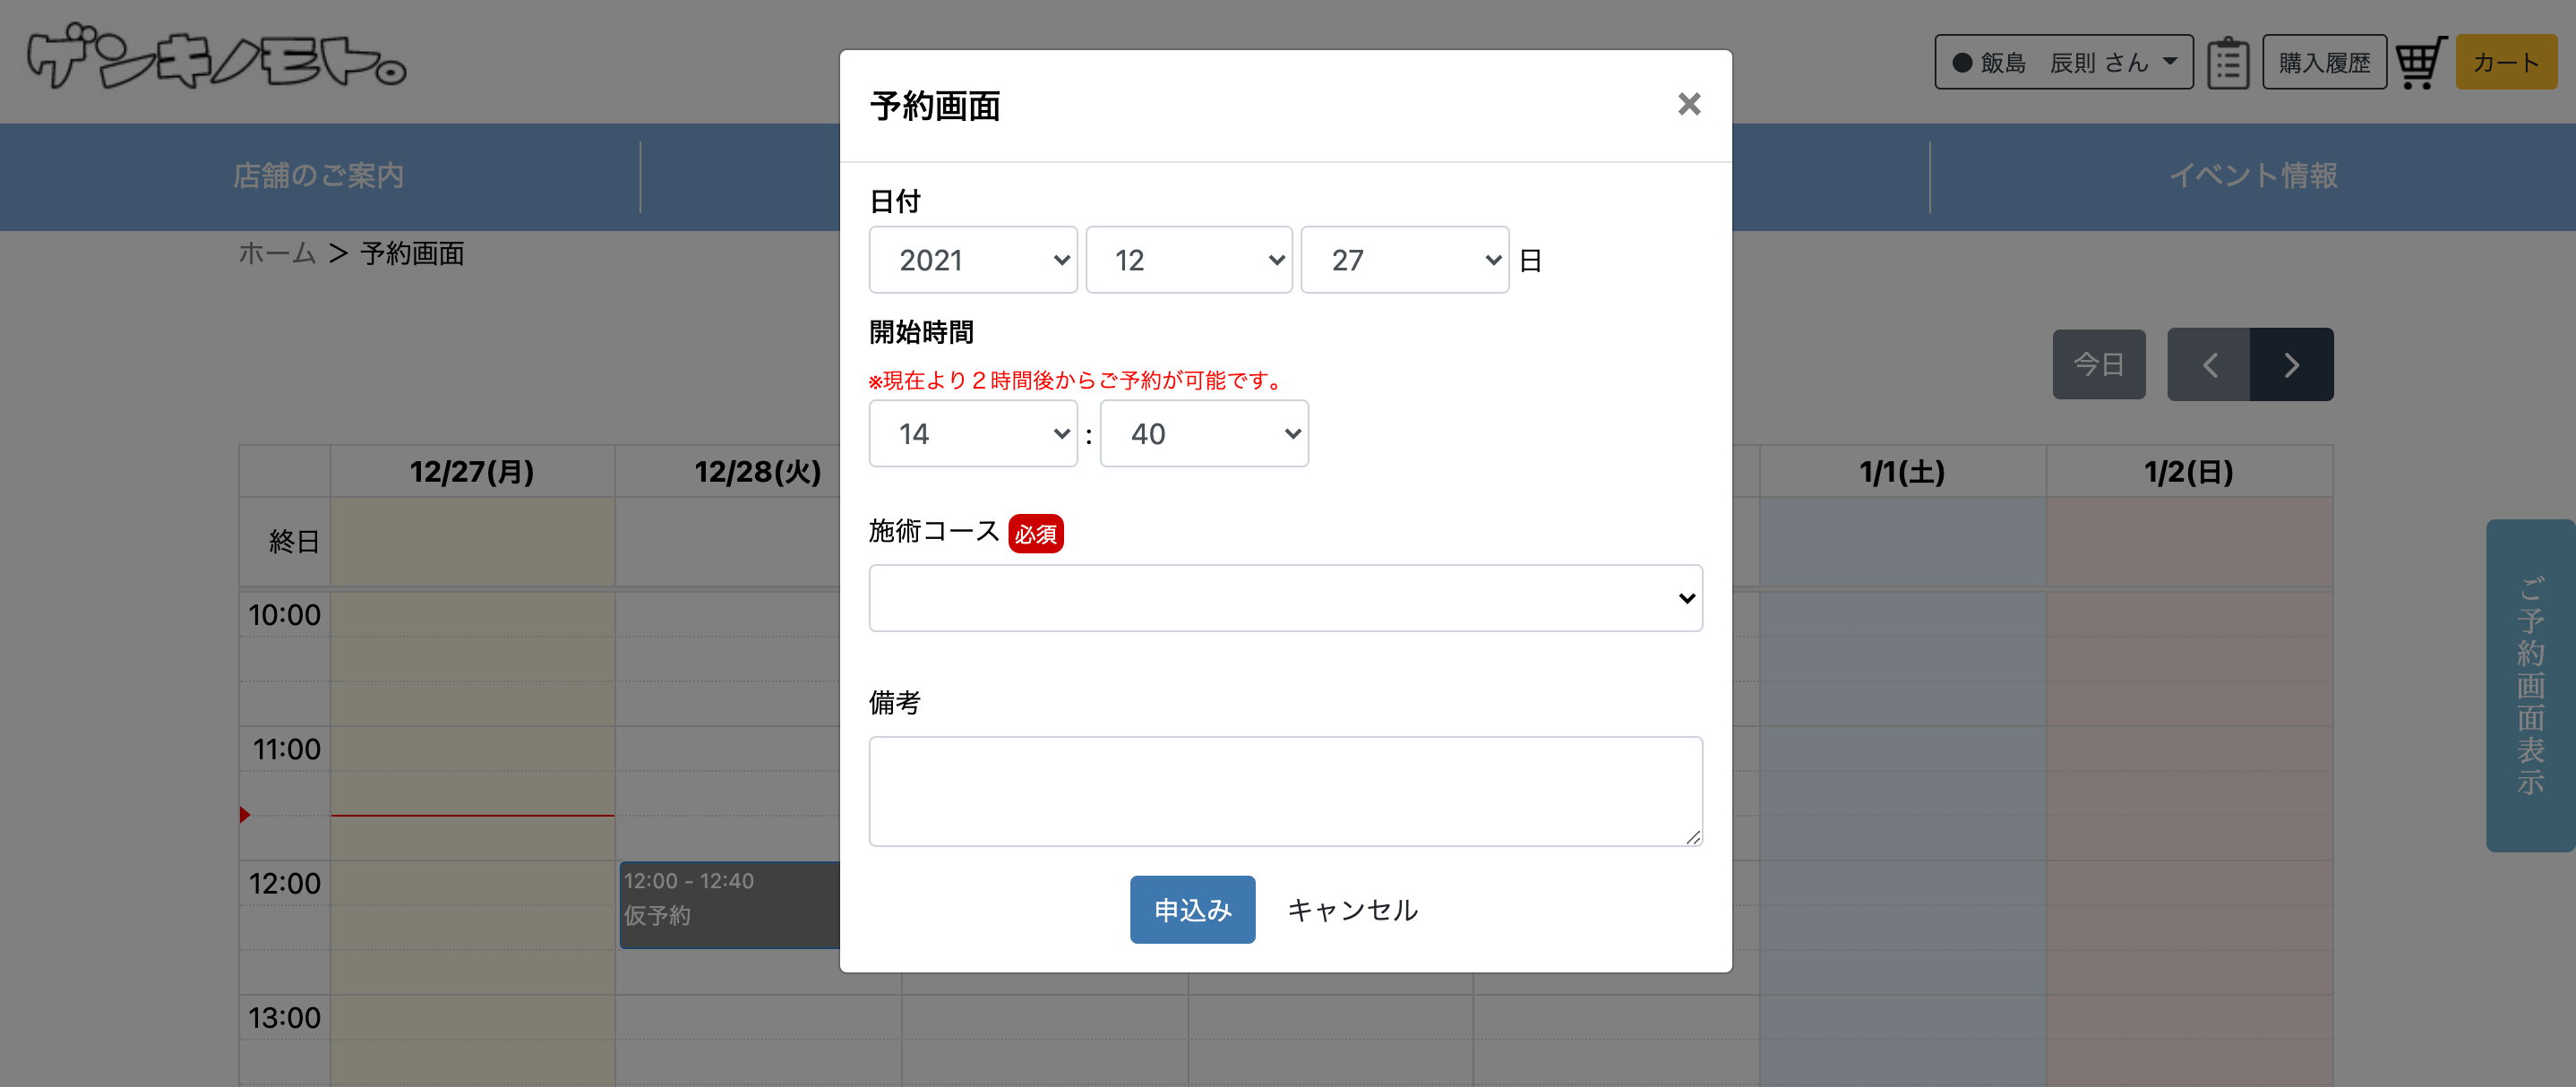 ゲンキノモト。
飯島　辰則 さん
購入履歴
カート
店舗のご案内
イベント情報
ホーム ＞ 予約画面
今日
12/27(月)
12/28(火)
1/1(土)
1/2(日)
終日
10:00
11:00
12:00
13:00
12:00 - 12:40
仮予約
ご予約画面表示
予約画面
×
日付
2021
12
27
日
開始時間
※現在より２時間後からご予約が可能です。
14 : 40
施術コース 必須
備考
申込み
キャンセル